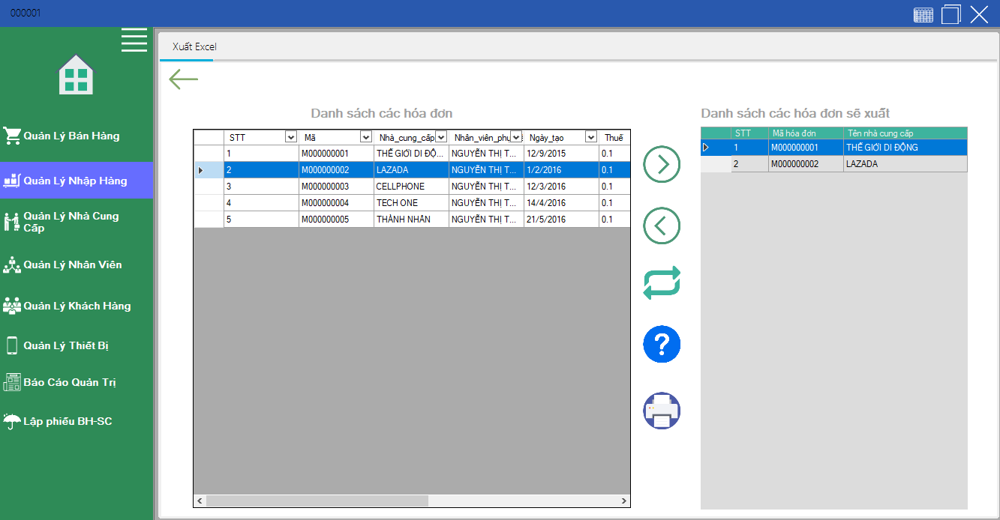 000001
Xuất Excel
Quản Lý Bán Hàng
Quản Lý Nhập Hàng
Quản Lý Nhà Cung
Cấp
Quản Lý Nhân Viên
Quản Lý Khách Hàng
Quản Lý Thiết Bị
Báo Cáo Quản Trị
Lập phiếu BH-SC
Danh sách các hóa đơn
STT Mã Nhà_cung_cấp Nhân_viên_phụ Ngày_tạo Thuế
1 M000000001 THẾ GIỚI DI ĐỘ... NGUYỄN THỊ T... 12/9/2015 0.1
2 M000000002 LAZADA NGUYỄN THỊ T... 1/2/2016 0.1
3 M000000003 CELLPHONE NGUYỄN THỊ T... 12/3/2016 0.1
4 M000000004 TECH ONE NGUYỄN THỊ T... 14/4/2016 0.1
5 M000000005 THÀNH NHÂN NGUYỄN THỊ T... 21/5/2016 0.1
?
Danh sách các hóa đơn sẽ xuất
STT Mã hóa đơn Tên nhà cung cấp
1 M000000001 THẾ GIỚI DI ĐỘNG
2 M000000002 LAZADA